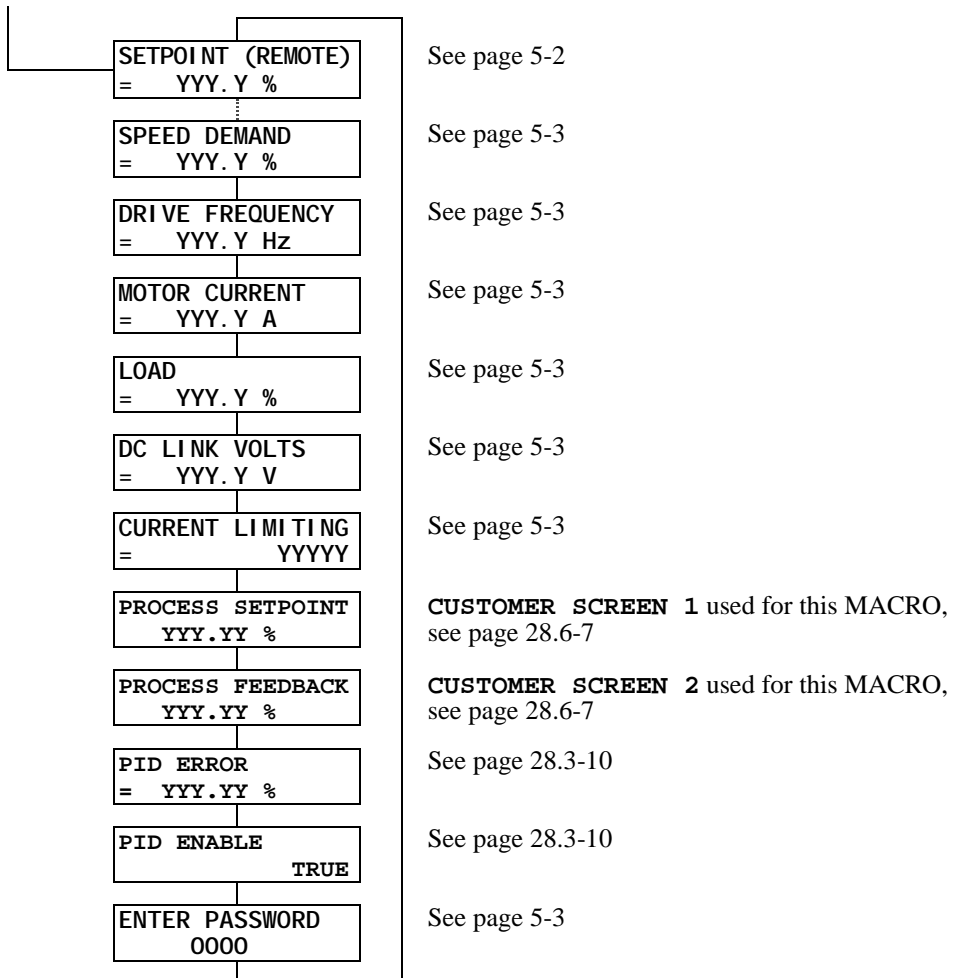 SETPOINT (REMOTE)
= YYY.Y %
See page 5-2
SPEED DEMAND
= YYY.Y %
See page 5-3
DRIVE FREQUENCY
= YYY.Y Hz
See page 5-3
MOTOR CURRENT
= YYY.Y A
See page 5-3
LOAD
= YYY.Y %
See page 5-3
DC LINK VOLTS
= YYY.Y V
See page 5-3
CURRENT LIMITING
= YYYYY
See page 5-3
PROCESS SETPOINT
YYY.YY %
CUSTOMER SCREEN 1 used for this MACRO,
see page 28.6-7
PROCESS FEEDBACK
YYY.YY %
CUSTOMER SCREEN 2 used for this MACRO,
see page 28.6-7
PID ERROR
= YYY.YY %
See page 28.3-10
PID ENABLE
TRUE
See page 28.3-10
ENTER PASSWORD
0000
See page 5-3